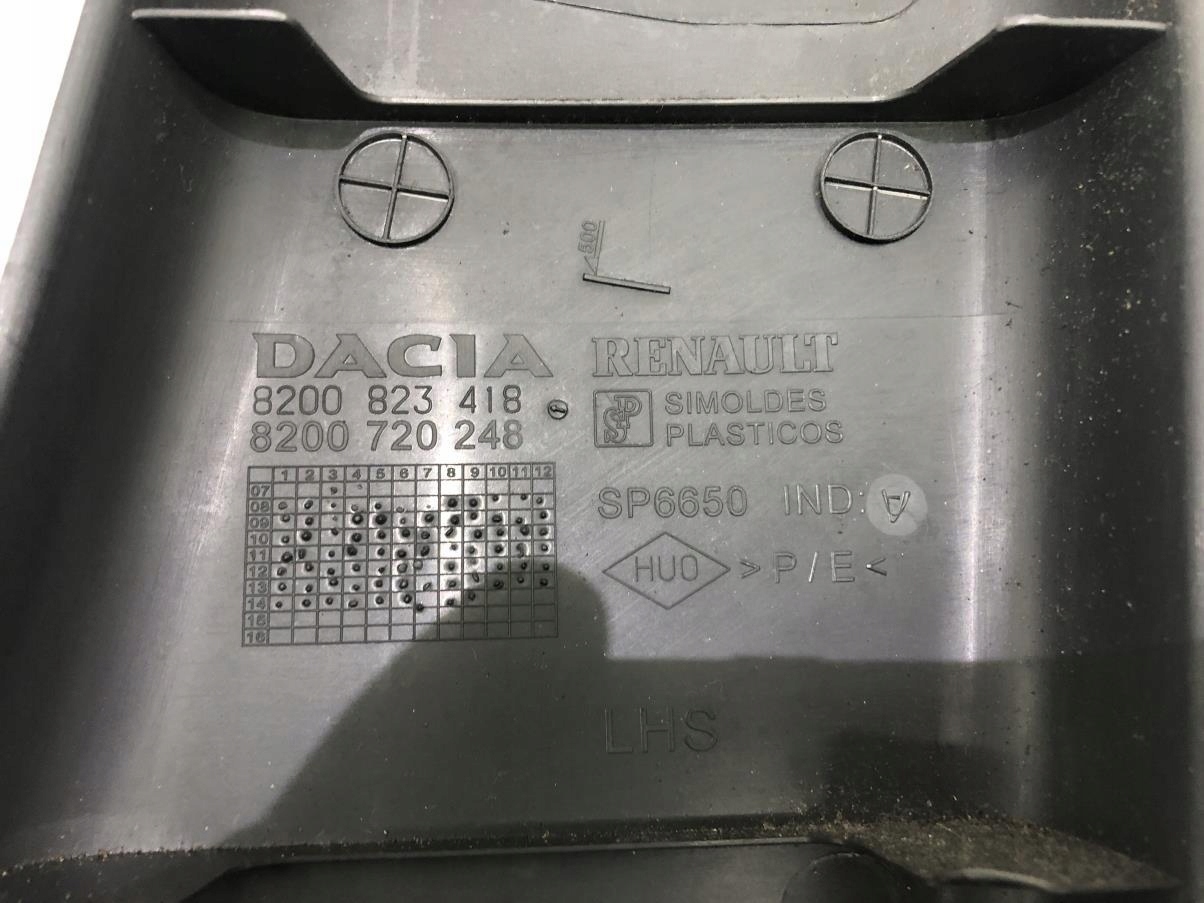 500
DACIA RENAULT
8200 823 418
8200 720 248
SIMOLDES
PLASTICOS
1 2 3 4 5 6 7 8 9 10 11 12
07
08
09
10
11
12
13
14
15
16
SP6650 IND: A
HUO >P/E<
LHS